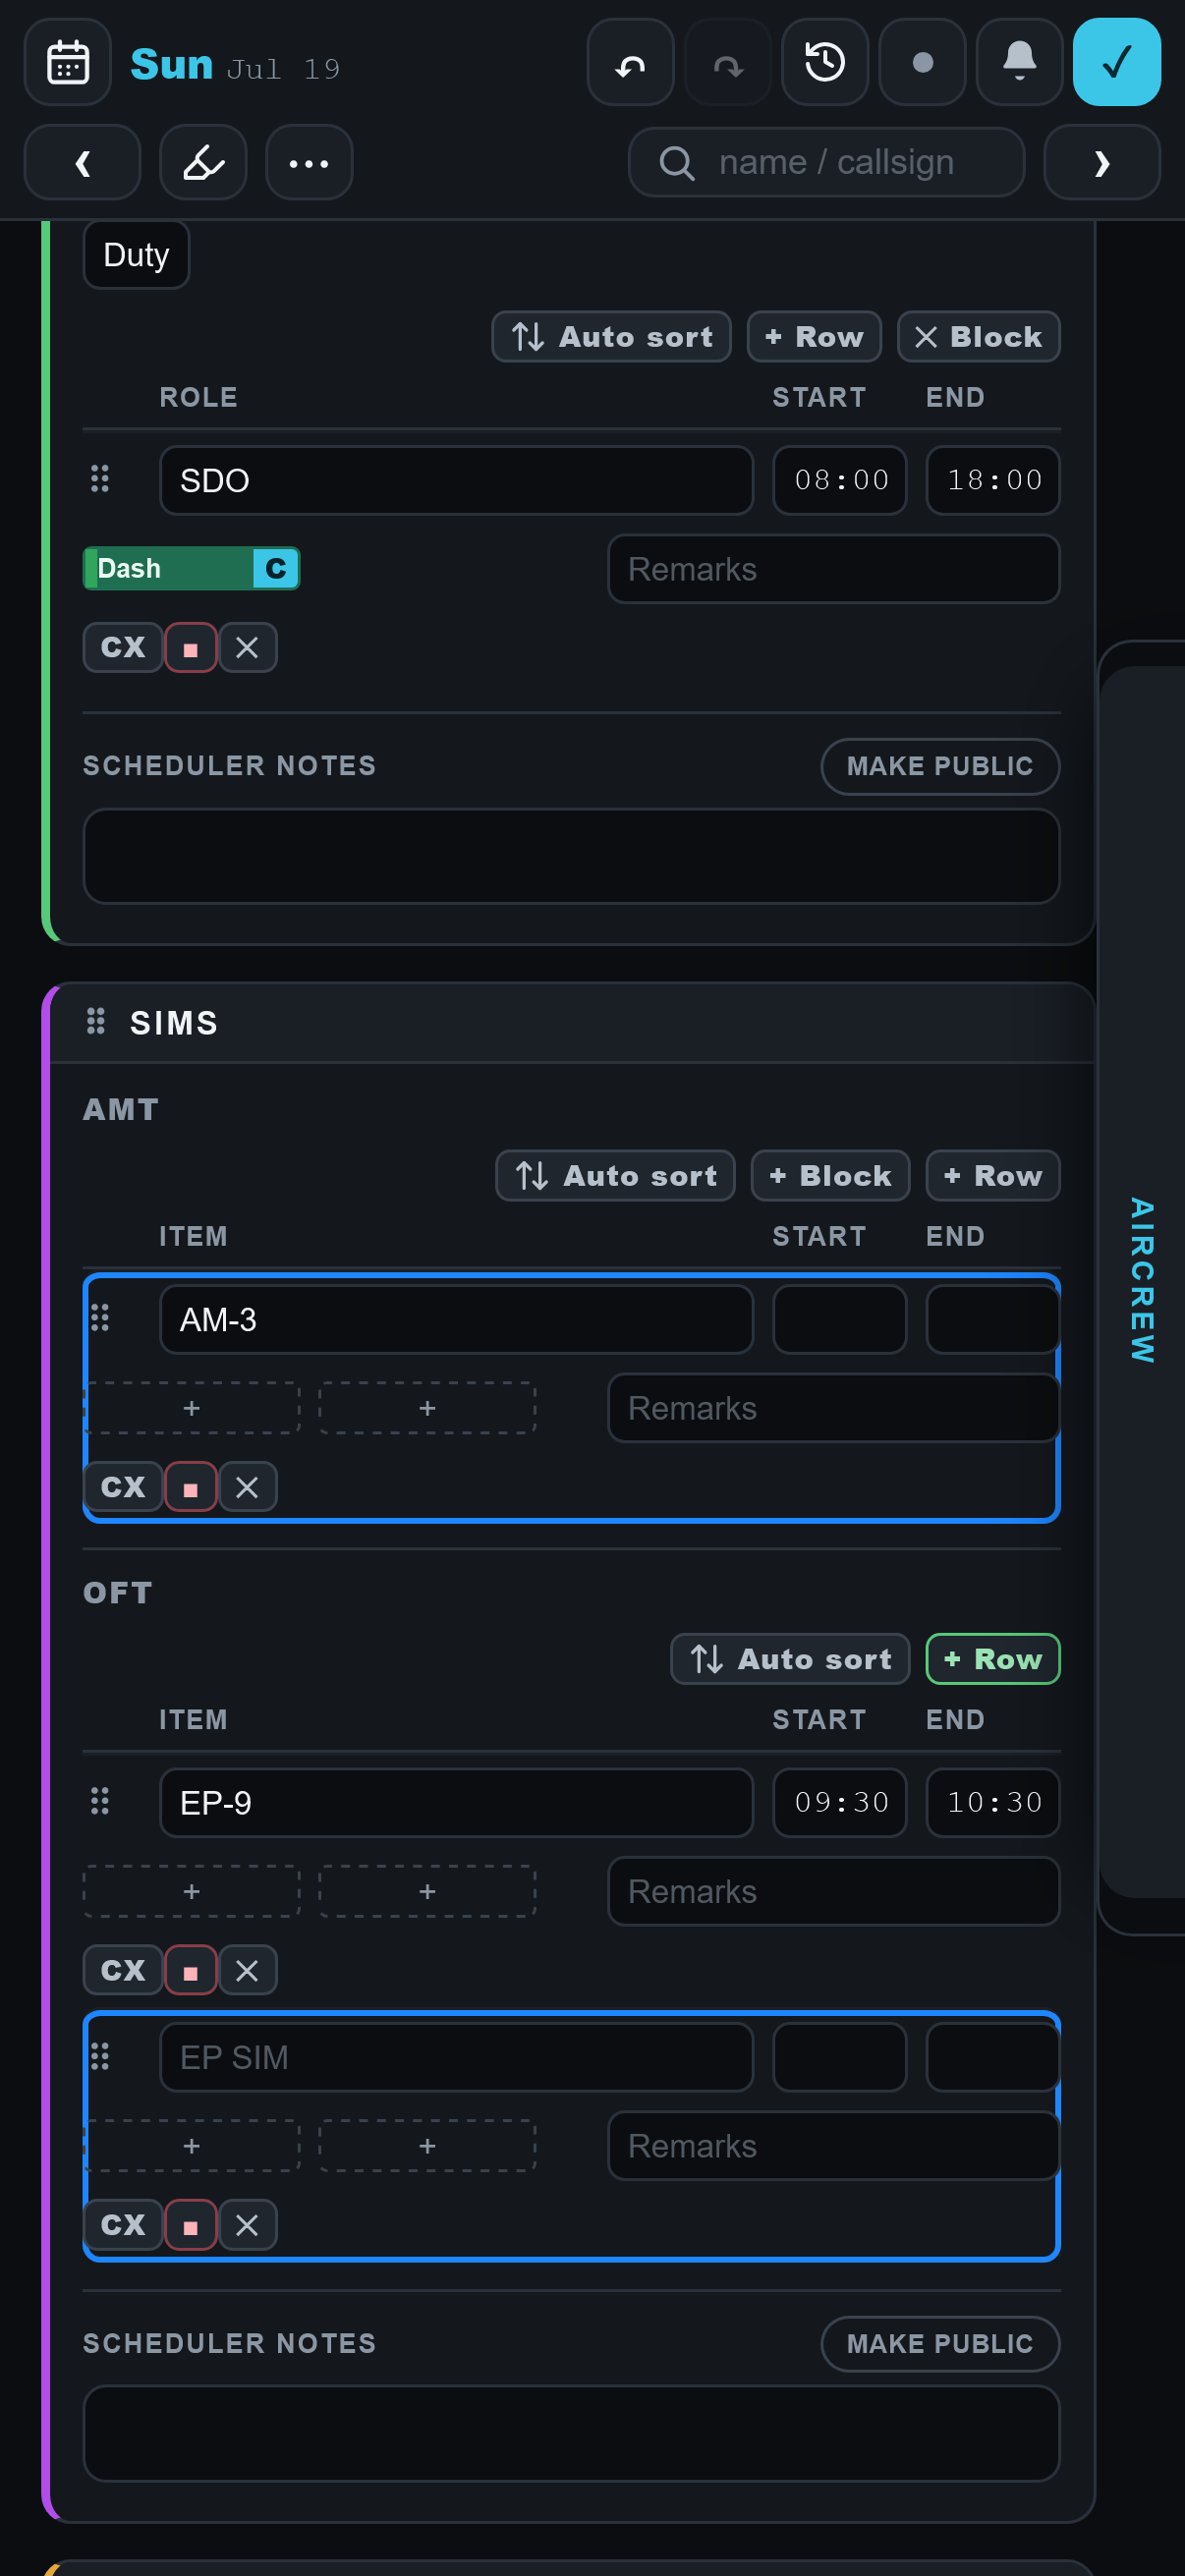 Sun Jul 19
name / callsign
Duty
Auto sort + Row × Block
ROLE START END
SDO 08:00 18:00
Dash C Remarks
CX
SCHEDULER NOTES MAKE PUBLIC
SIMS
AMT
Auto sort + Block + Row
ITEM START END
AM-3
+ + Remarks
CX
OFT
Auto sort + Row
ITEM START END
EP-9 09:30 10:30
+ + Remarks
CX
EP SIM
+ + Remarks
CX
SCHEDULER NOTES MAKE PUBLIC
AIRCREW